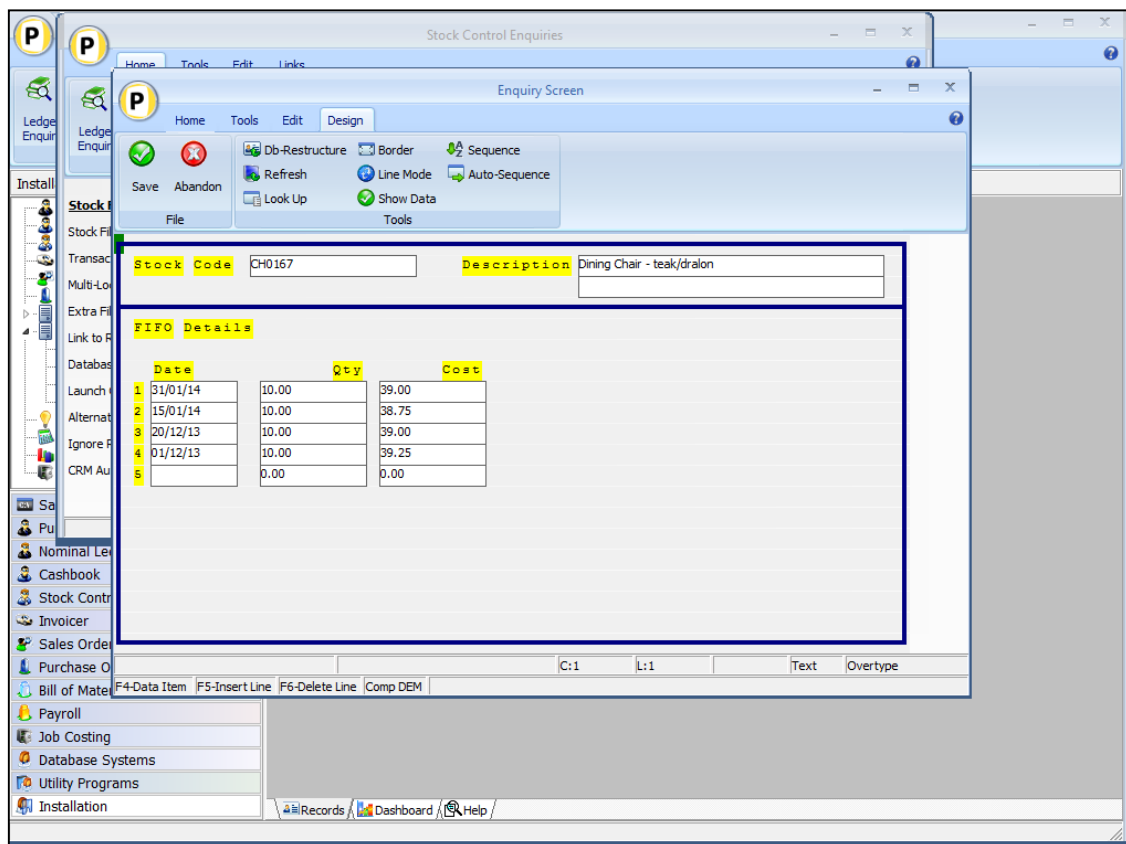 P
P
Stock Control Enquiries
Home Tools Edit Links
P
Enquiry Screen
Home Tools Edit Design
Save Abandon
File
Db-Restructure Border Sequence
Refresh Line Mode Auto-Sequence
Look Up Show Data
Tools
Stock Code CH0167 Description Dining Chair - teak/dralon
FIFO Details
Date Qty Cost
1 31/01/14 10.00 39.00
2 15/01/14 10.00 38.75
3 20/12/13 10.00 39.00
4 01/12/13 10.00 39.25
5 0.00 0.00
C:1 L:1 Text Overtype
F4-Data Item F5-Insert Line F6-Delete Line Comp DEM
Ledge
Enquir
Ledge
Enquir
Install
Stock
Stock Fil
Transac
Multi-Lo
Extra Fil
Link to R
Databas
Launch
Alternat
Ignore
CRM Au
Sa
Pu
Nominal Le
Cashbook
Stock Contr
Invoicer
Sales Orde
Purchase O
Bill of Mate
Payroll
Job Costing
Database Systems
Utility Programs
Installation
Records Dashboard Help